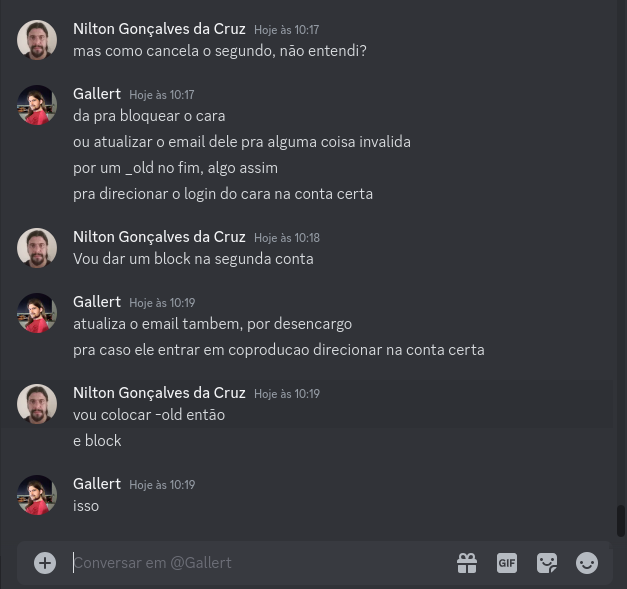 Nilton Gonçalves da Cruz Hoje às 10:17
mas como cancela o segundo, não entendi?
Gallert Hoje às 10:17
da pra bloquear o cara
ou atualizar o email dele pra alguma coisa invalida
por um _old no fim, algo assim
pra direcionar o login do cara na conta certa
Nilton Gonçalves da Cruz Hoje às 10:18
Vou dar um block na segunda conta
Gallert Hoje às 10:19
atualiza o email tambem, por desencargo
pra caso ele entrar em coproducao direcionar na conta certa
Nilton Gonçalves da Cruz Hoje às 10:19
vou colocar -old então
e block
Gallert Hoje às 10:19
isso
Conversar em @Gallert
GIF